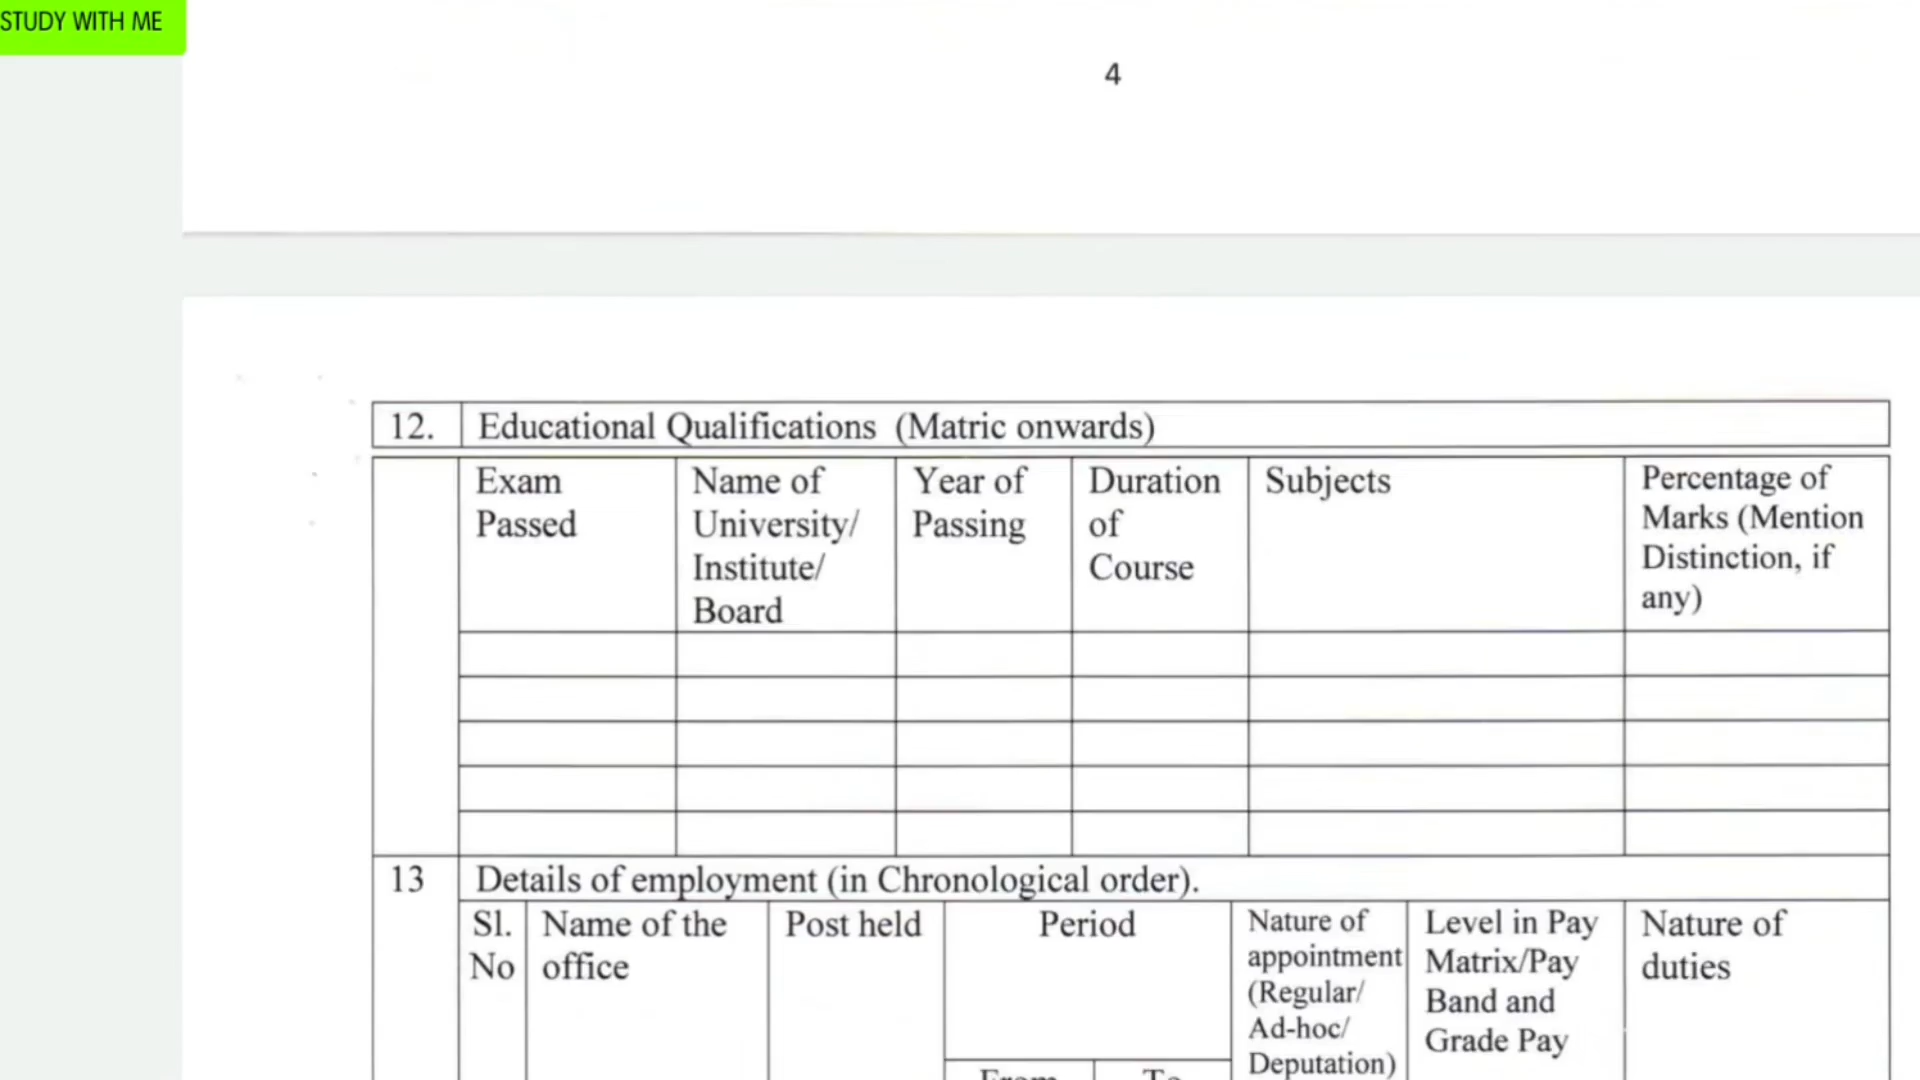 STUDY WITH ME
4
12. Educational Qualifications (Matric onwards)
Exam
Passed
Name of
University/
Institute/
Board
Year of
Passing
Duration
of
Course
Subjects
Percentage of
Marks (Mention
Distinction, if
any)
13 Details of employment (in Chronological order).
Sl.
No
Name of the
office
Post held
Period
From
To
Nature of
appointment
(Regular/
Ad-hoc/
Deputation)
Level in Pay
Matrix/Pay
Band and
Grade Pay
Nature of
duties